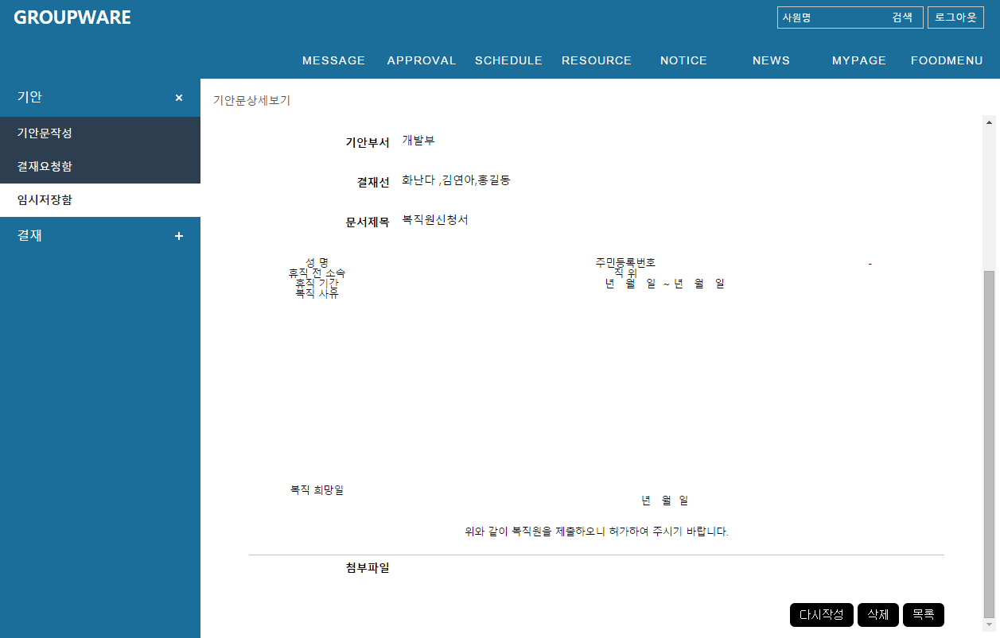 GROUPWARE
사원명 검색 로그아웃
MESSAGE APPROVAL SCHEDULE RESOURCE NOTICE NEWS MYPAGE FOODMENU
기안 ×
기안문작성
결재요청함
임시저장함
결재 +
기안문상세보기
기안부서 개발부
결재선 화난다 ,김연아,홍길동
문서제목 복직원신청서
성 명 주민등록번호 -
휴직 전 소속 직 위
휴직 기간 년 월 일 ~ 년 월 일
복직 사유
복직 희망일
년 월 일
위와 같이 복직원을 제출하오니 허가하여 주시기 바랍니다.
첨부파일
다시작성 삭제 목록